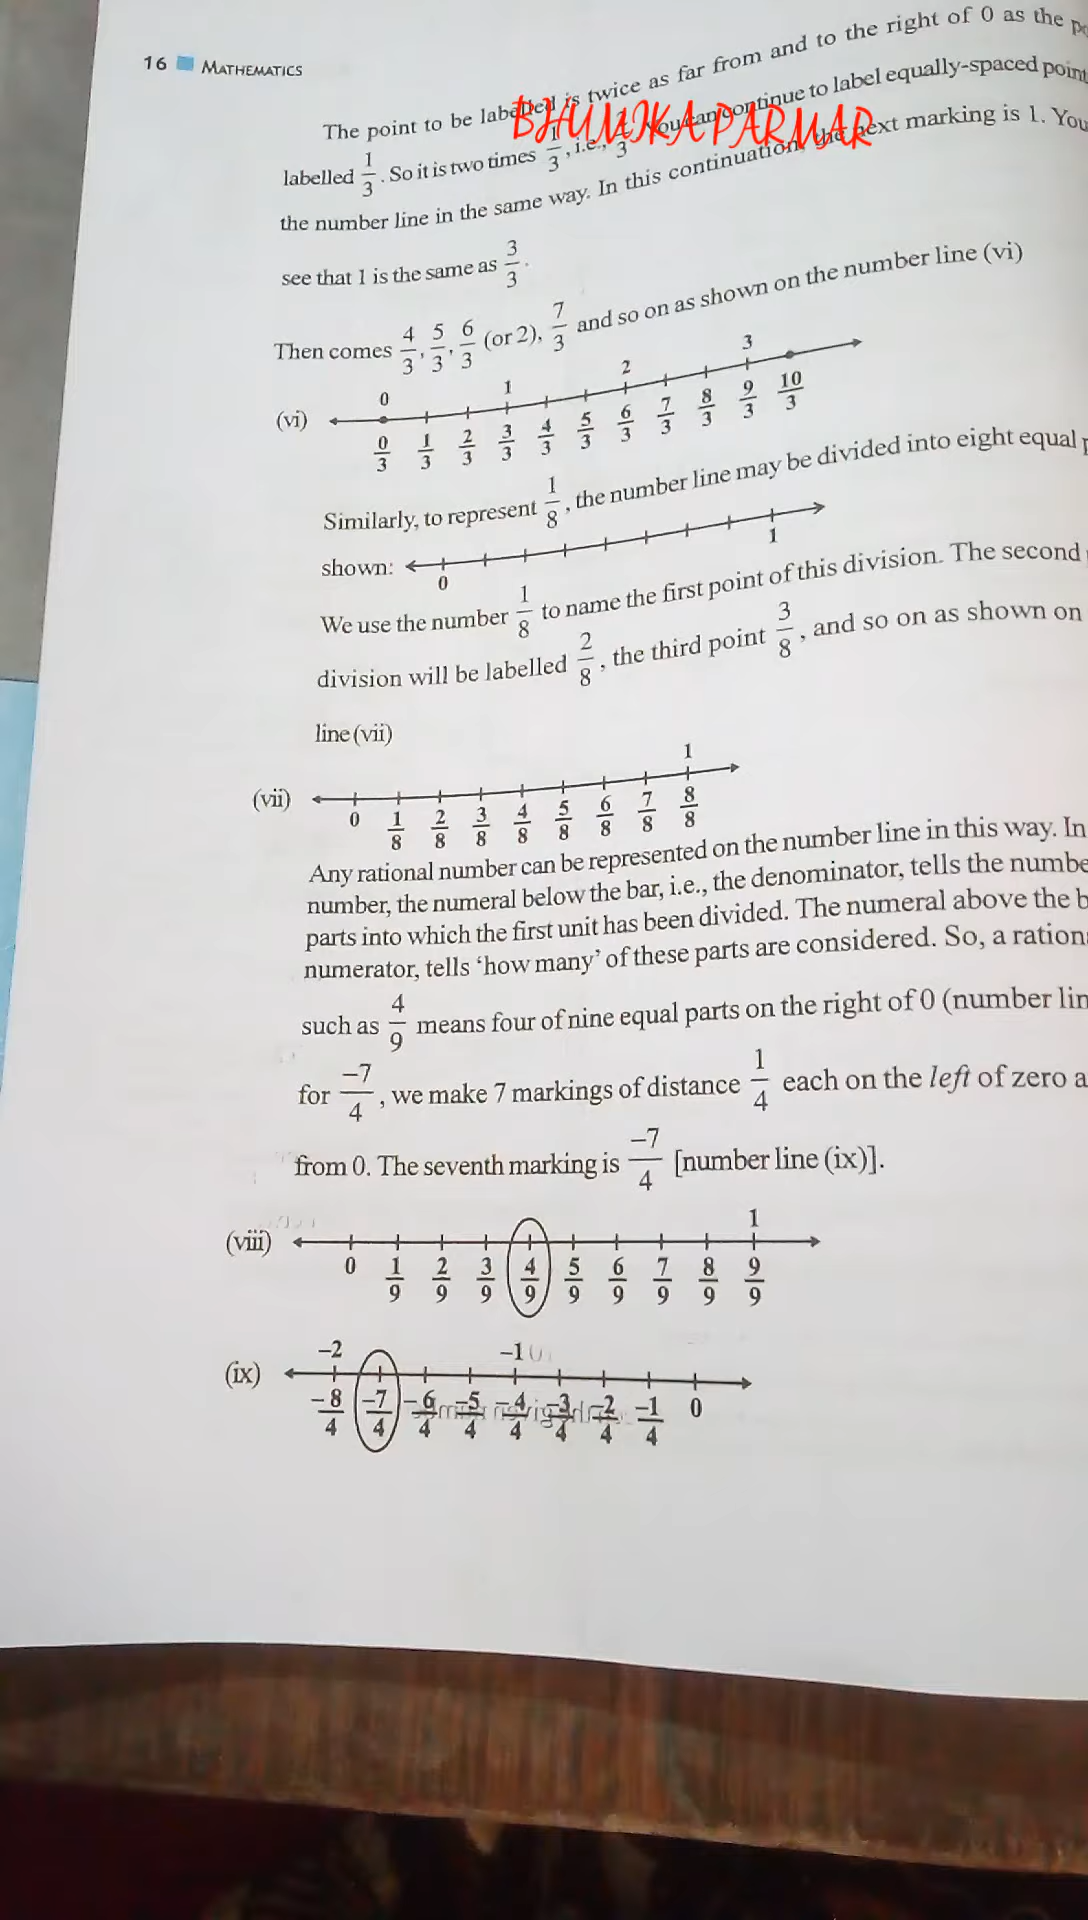 16 MATHEMATICS
The point to be labelled is twice as far from and to the right of 0 as the
BHUMIKA PARMAR
labelled 1/3. So it is two times 1/3, i.e., /3 You can continue to label equally-spaced point
the number line in the same way. In this continuation, the next marking is 1. You
see that 1 is the same as 3/3.
Then comes 4/3, 5/3, 6/3 (or 2), 7/3 and so on as shown on the number line (vi)
0 1 2 3
(vi)
0/3 1/3 2/3 3/3 4/3 5/3 6/3 7/3 8/3 9/3 10/3
Similarly, to represent 1/8, the number line may be divided into eight equal
shown:
0 1
We use the number 1/8 to name the first point of this division. The second
division will be labelled 2/8, the third point 3/8, and so on as shown on
line (vii)
1
(vii)
0 1/8 2/8 3/8 4/8 5/8 6/8 7/8 8/8
Any rational number can be represented on the number line in this way. In
number, the numeral below the bar, i.e., the denominator, tells the numbe
parts into which the first unit has been divided. The numeral above the b
numerator, tells ‘how many’ of these parts are considered. So, a ration
such as 4/9 means four of nine equal parts on the right of 0 (number lin
for −7/4, we make 7 markings of distance 1/4 each on the left of zero a
from 0. The seventh marking is −7/4 [number line (ix)].
1
(viii)
0 1/9 2/9 3/9 4/9 5/9 6/9 7/9 8/9 9/9
−2 −1
(ix)
−8/4 −7/4 −6/4 −5/4 −4/4 −3/4 −2/4 −1/4 0